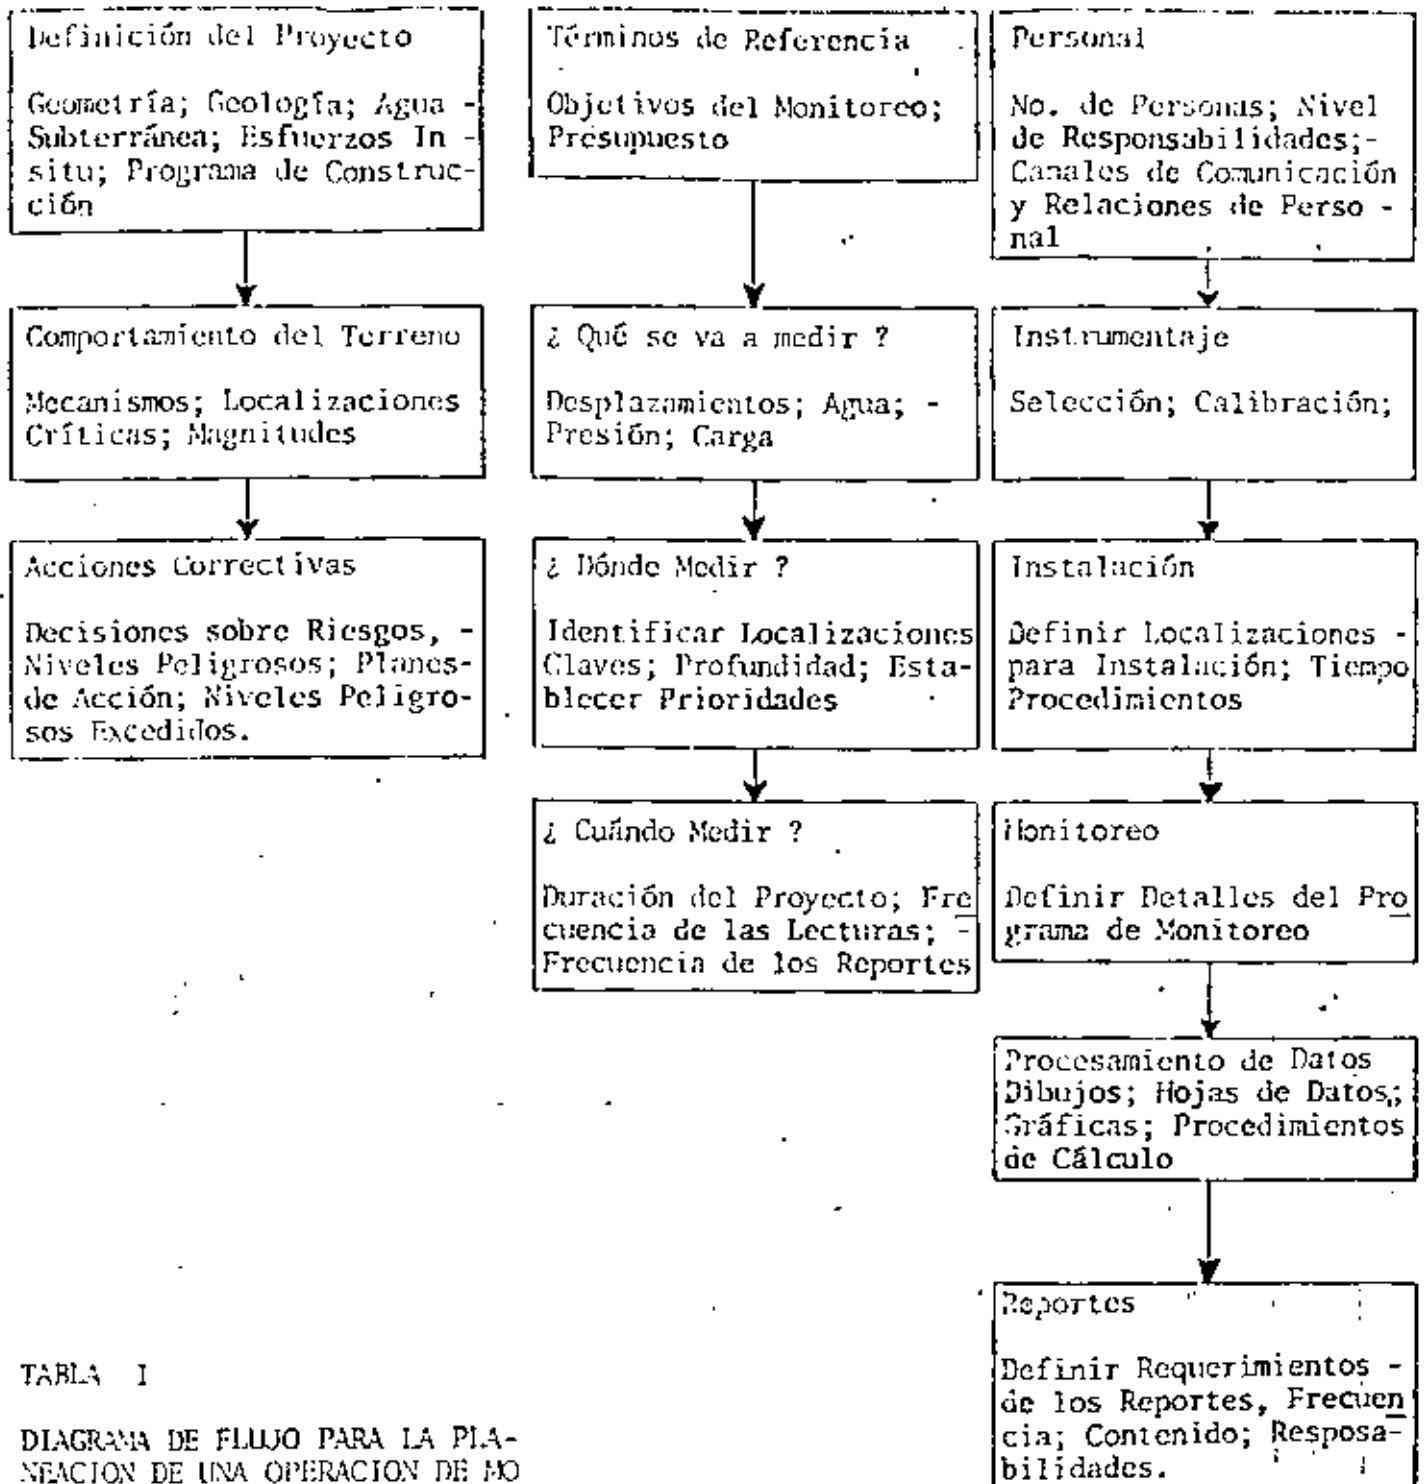 Definición del Proyecto
Geometría; Geología; Agua -
Subterránea; Esfuerzos In -
situ; Programa de Construc-
ción
Comportamiento del Terreno
Mecanismos; Localizaciones
Críticas; Magnitudes
Acciones Correctivas
Decisiones sobre Riesgos, -
Niveles Peligrosos; Planes-
de Acción; Niveles Peligro-
sos Excedidos.
Términos de Referencia
Objetivos del Monitoreo;
Presupuesto
¿ Qué se va a medir ?
Desplazamientos; Agua; -
Presión; Carga
¿ Dónde Medir ?
Identificar Localizaciones
Claves; Profundidad; Esta-
blecer Prioridades
¿ Cuándo Medir ?
Duración del Proyecto; Fre
cuencia de las Lecturas; -
Frecuencia de los Reportes
Personal
No. de Personas; Nivel
de Responsabilidades;-
Canales de Comunicación
y Relaciones de Perso -
nal
Instrumentaje
Selección; Calibración;
Instalación
Definir Localizaciones -
para Instalación; Tiempo
Procedimientos
Monitoreo
Definir Detalles del Pro
grama de Monitoreo
Procesamiento de Datos
Dibujos; Hojas de Datos;
Gráficas; Procedimientos
de Cálculo
Reportes
Definir Requerimientos -
de los Reportes, Frecuen
cia; Contenido; Resposa-
bilidades.
TABLA I
DIAGRAMA DE FLUJO PARA LA PLA-
NEACION DE UNA OPERACION DE MO